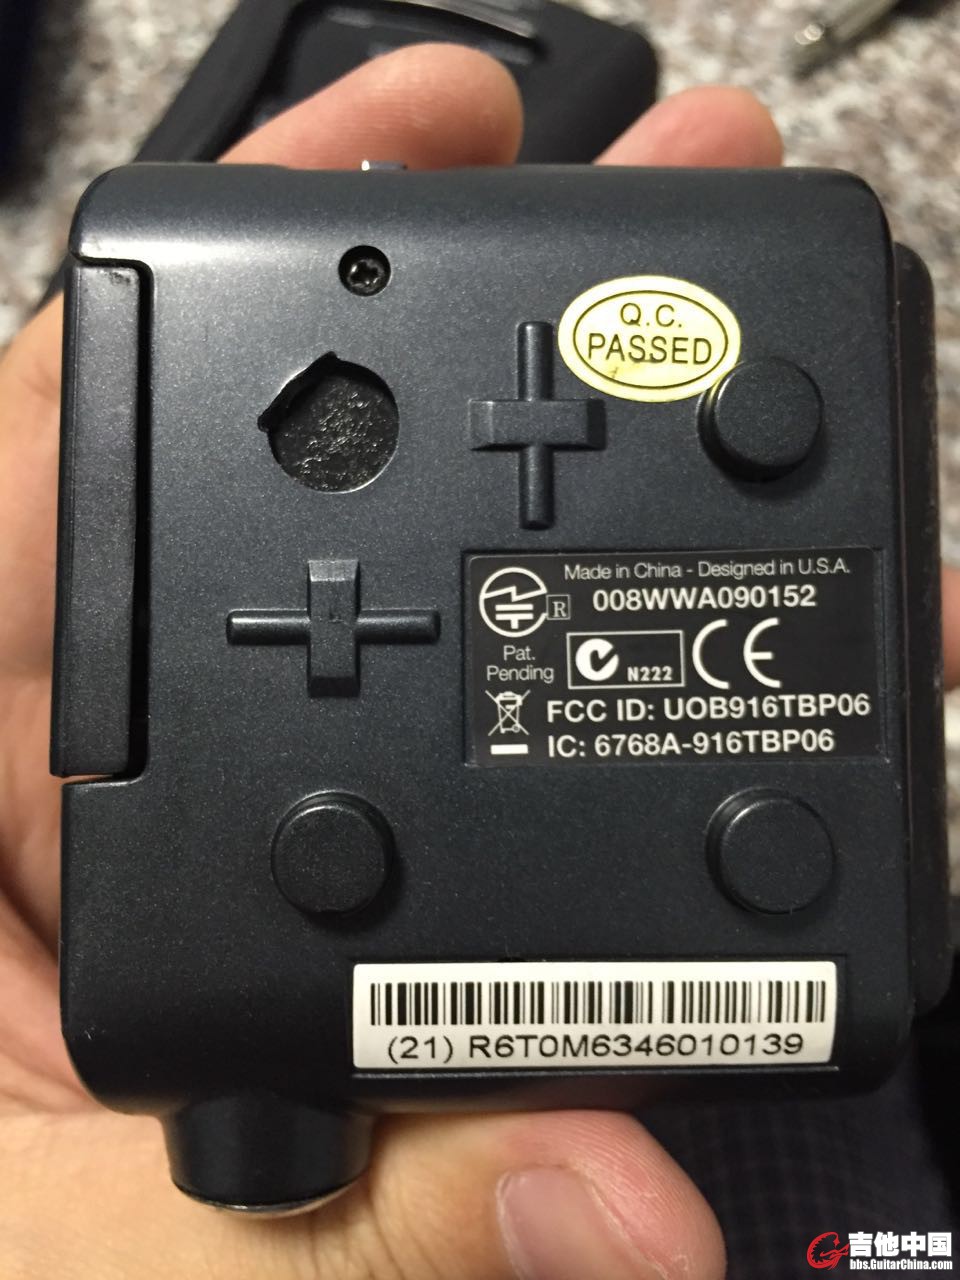 Q.C.
PASSED
Made in China - Designed in U.S.A.
R
008WWA090152
Pat.
Pending
N222
CE
FCC ID: UOB916TBP06
IC: 6768A-916TBP06
(21) R6T0M6346010139
吉他中国
bbs.GuitarChina.com